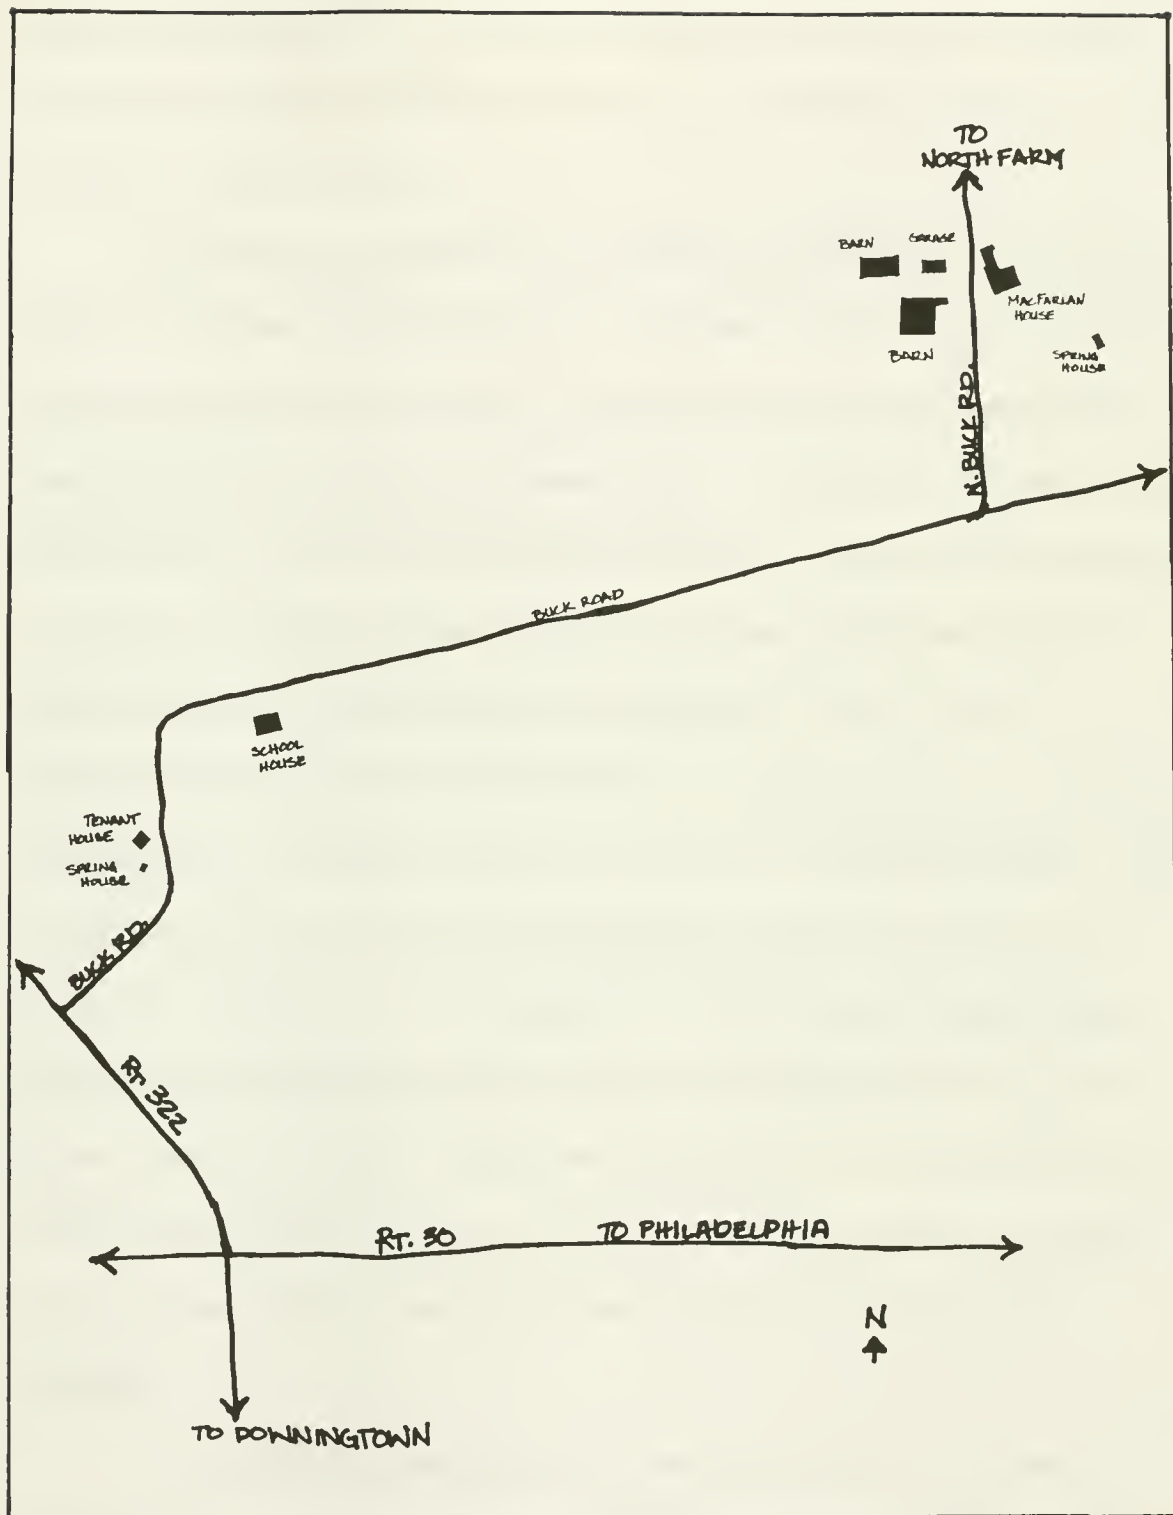 TO
NORTH FARM
BARN
GARAGE
MACFARLAN
HOUSE
BARN
SPRING
HOUSE
N. BUCK RD.
BUCK ROAD
SCHOOL
HOUSE
TENANT
HOUSE
SPRING
HOUSE
BUCK RD.
RT. 322
RT. 30
TO PHILADELPHIA
N
TO DOWNINGTOWN